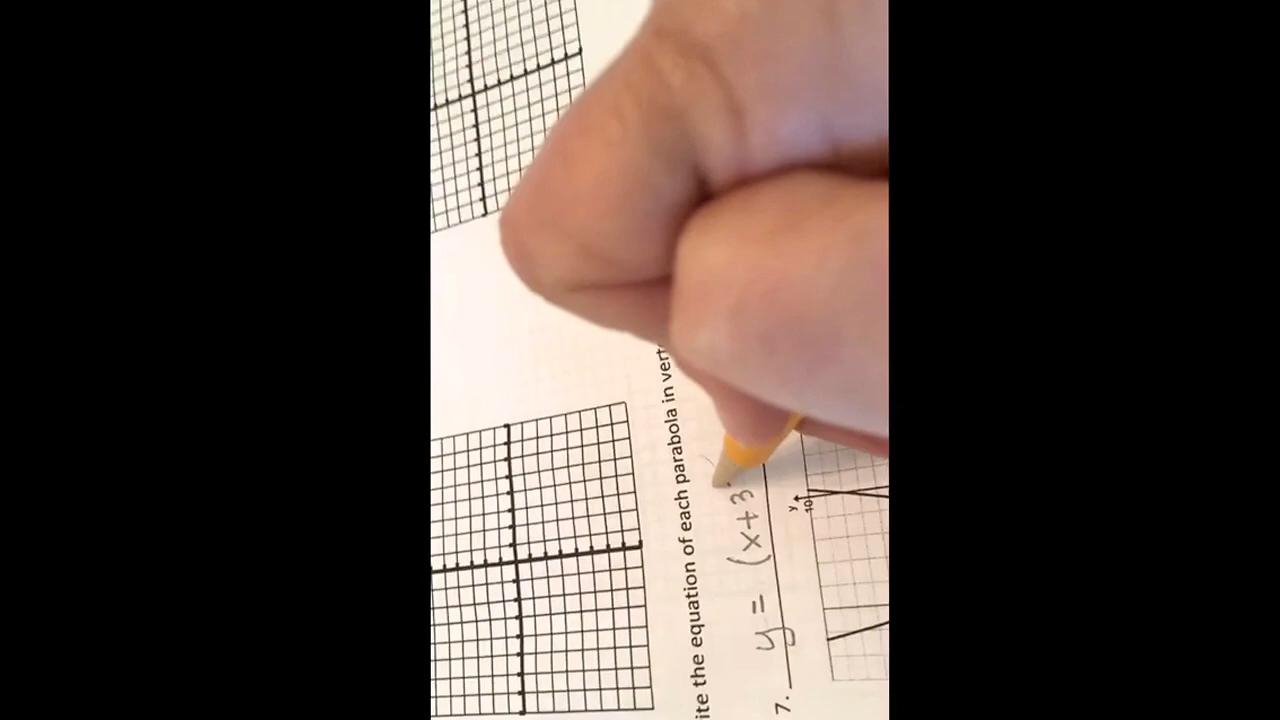 ite the equation of each parabola in vert
7. y = (x+3
y
10